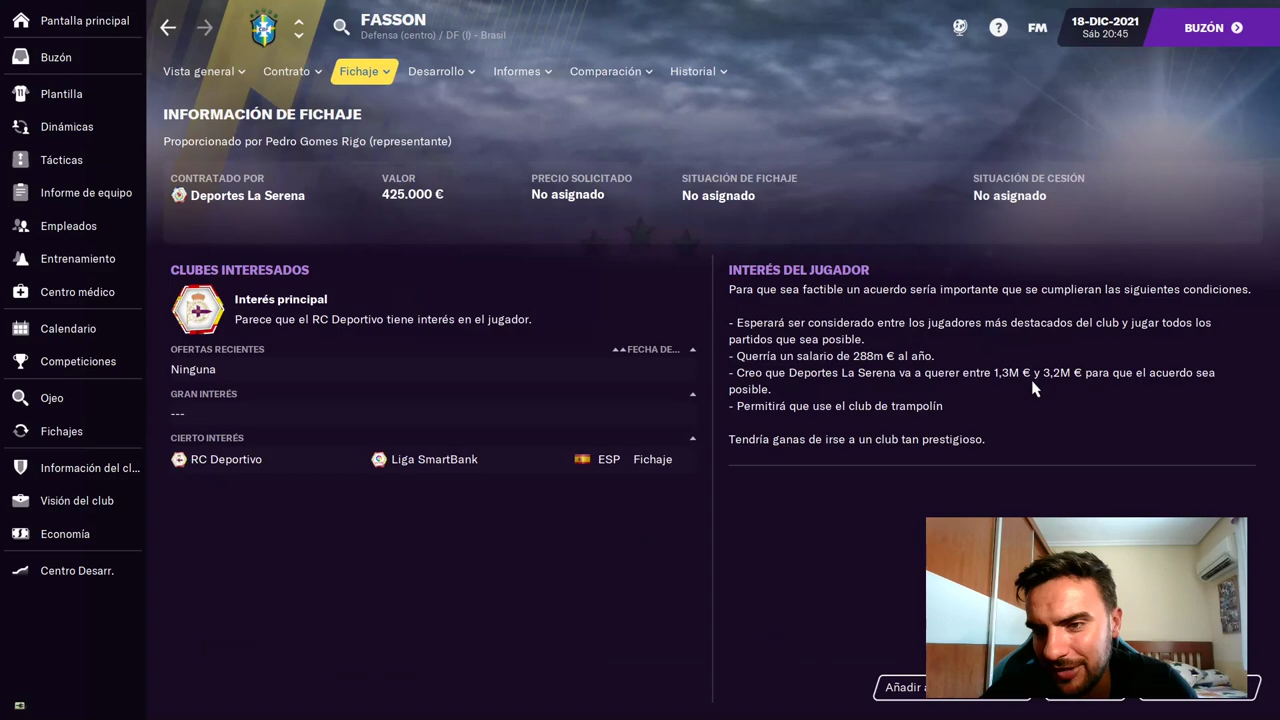 Pantalla principal
FASSON
Defensa (centro) / DF (I) - Brasil
FM
18-DIC-2021
Sáb 20:45
BUZÓN
Buzón
Plantilla
Dinámicas
Tácticas
Informe de equipo
Empleados
Entrenamiento
Centro médico
Calendario
Competiciones
Ojeo
Fichajes
Información del cl...
Visión del club
Economía
Centro Desarr.
Vista general
Contrato
Fichaje
Desarrollo
Informes
Comparación
Historial
INFORMACIÓN DE FICHAJE
Proporcionado por Pedro Gomes Rigo (representante)
CONTRATADO POR
Deportes La Serena
VALOR
425.000 €
PRECIO SOLICITADO
No asignado
SITUACIÓN DE FICHAJE
No asignado
SITUACIÓN DE CESIÓN
No asignado
CLUBES INTERESADOS
Interés principal
Parece que el RC Deportivo tiene interés en el jugador.
OFERTAS RECIENTES
FECHA DE...
Ninguna
GRAN INTERÉS
---
CIERTO INTERÉS
RC Deportivo
Liga SmartBank
ESP
Fichaje
INTERÉS DEL JUGADOR
Para que sea factible un acuerdo sería importante que se cumplieran las siguientes condiciones.
- Esperará ser considerado entre los jugadores más destacados del club y jugar todos los
partidos que sea posible.
- Querría un salario de 288m € al año.
- Creo que Deportes La Serena va a querer entre 1,3M € y 3,2M € para que el acuerdo sea
posible.
- Permitirá que use el club de trampolín
Tendría ganas de irse a un club tan prestigioso.
Añadir